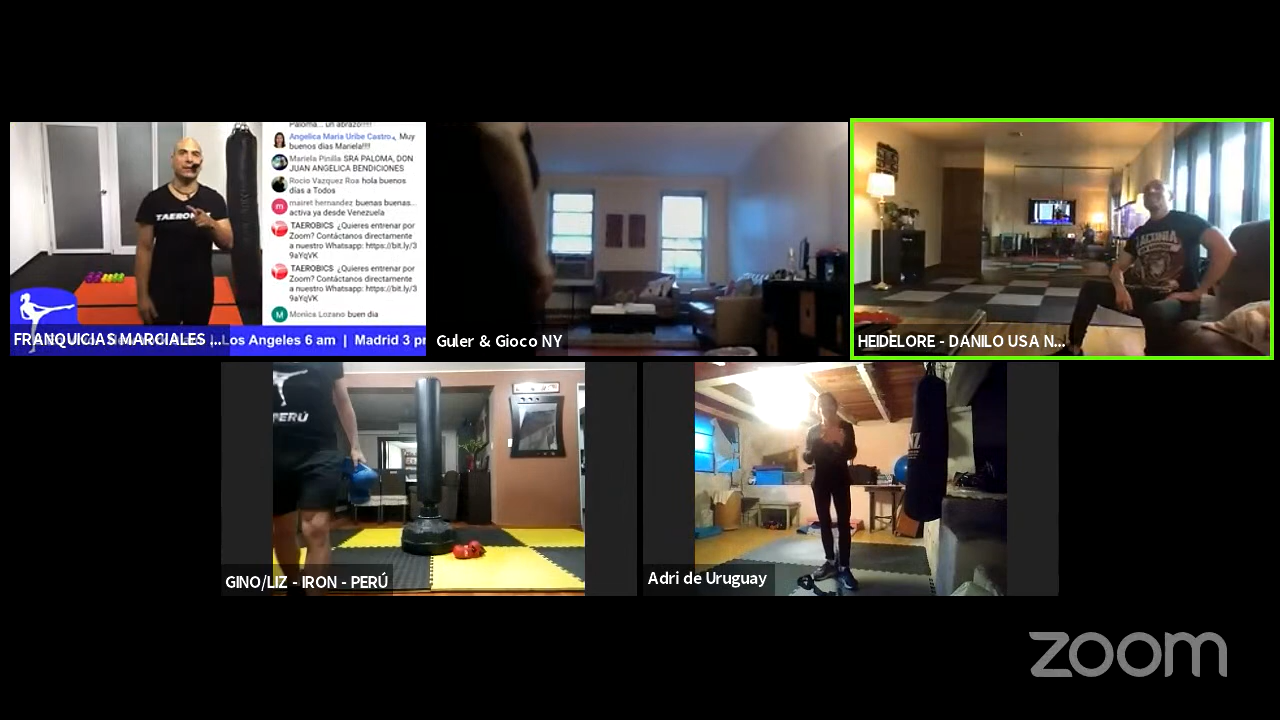 Paloma... un abrazo!!!!!
Angelica Maria Uribe Castro Muy
buenos días Mariela!!!!
Mariela Pinilla SRA PALOMA, DON
JUAN ANGELICA BENDICIONES
Rocio Vazquez Roa hola buenos
días a Todos
mairet hernandez buenas buenas...
activa ya desde Venezuela
TAEROBICS ¿Quieres entrenar por
Zoom? Contáctanos directamente
a nuestro Whatsapp: https://bit.ly/3
9aYqVK
TAEROBICS ¿Quieres entrenar por
Zoom? Contáctanos directamente
a nuestro Whatsapp: https://bit.ly/3
9aYqVK
Monica Lozano buen dia
FRANQUICIAS MARCIALES |...
Los Angeles 6 am | Madrid 3 pm
Guler & Gioco NY
LACONIA
HEIDELORE - DANILO USA N...
PERÚ
GINO/LIZ - IRON - PERÚ
Adri de Uruguay
zoom